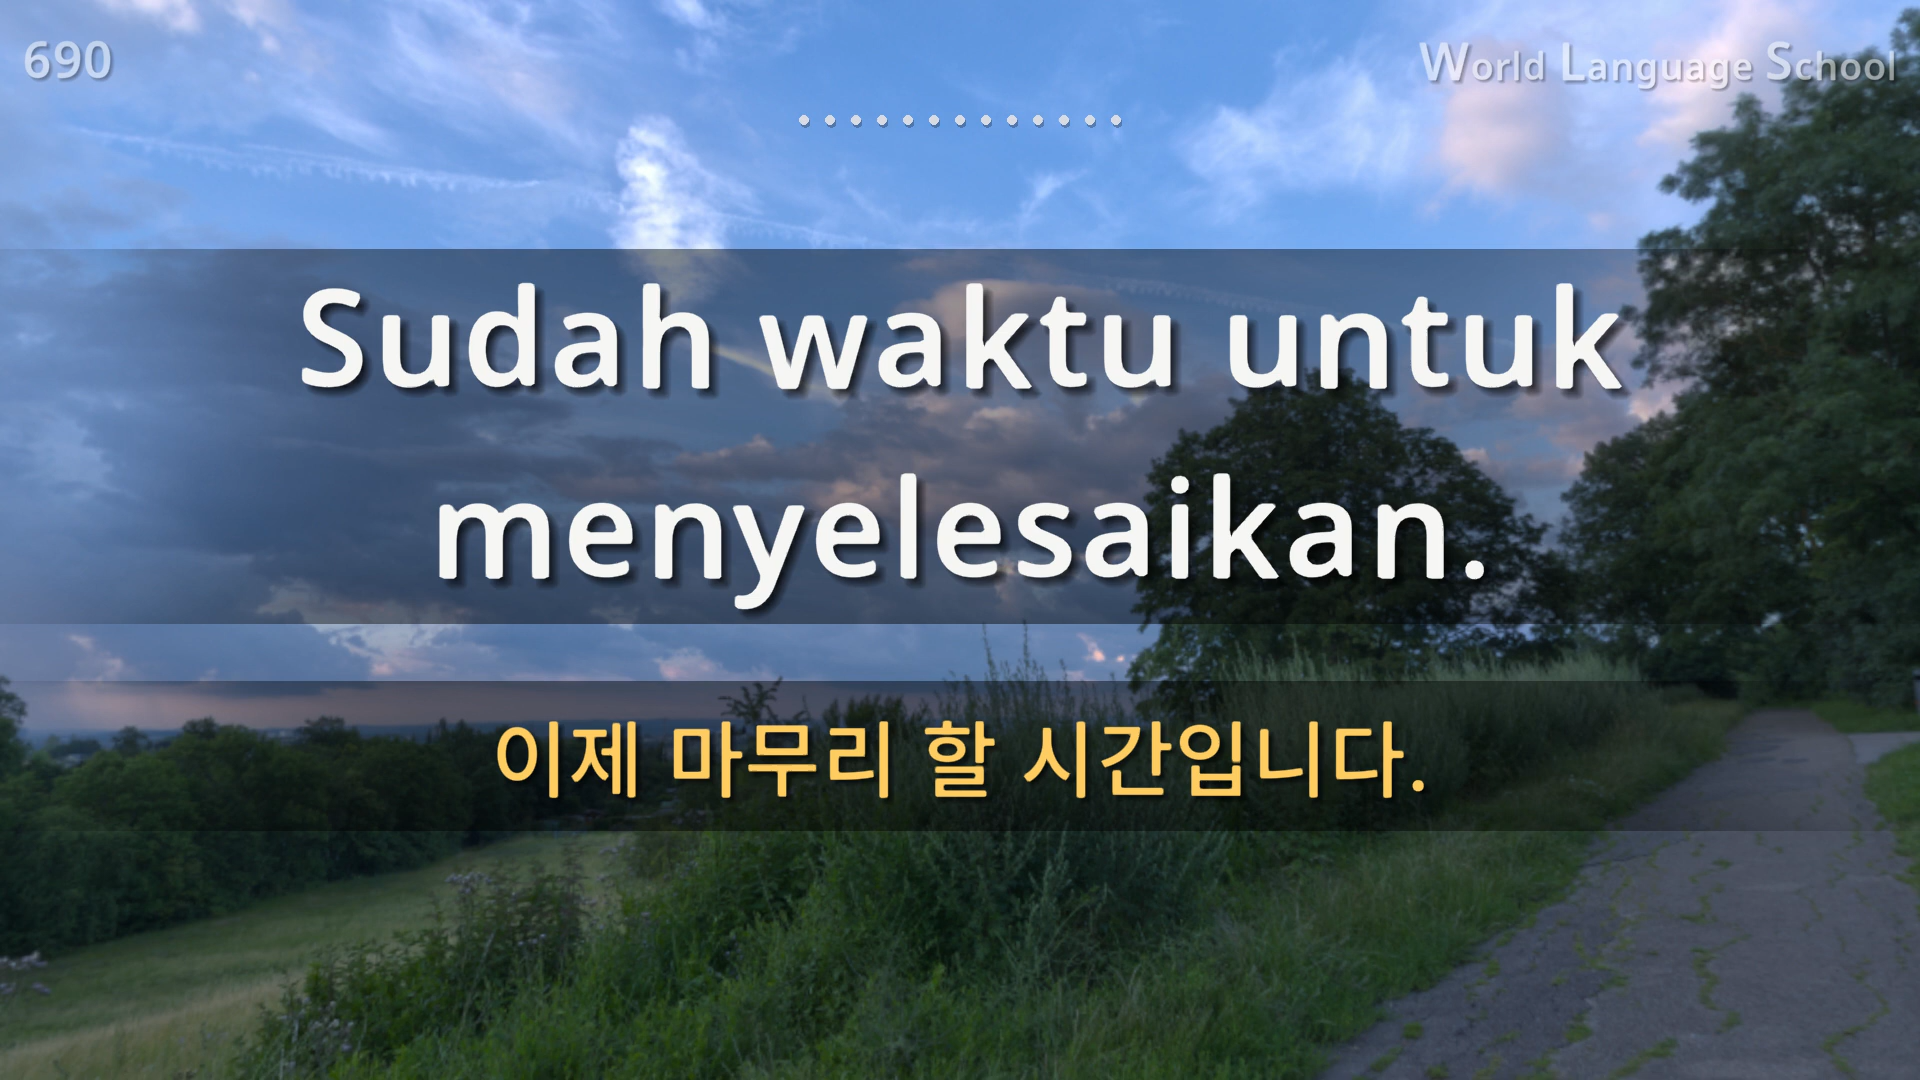 690
World Language School
Sudah waktu untuk
menyelesaikan.
이제 마무리 할 시간입니다.